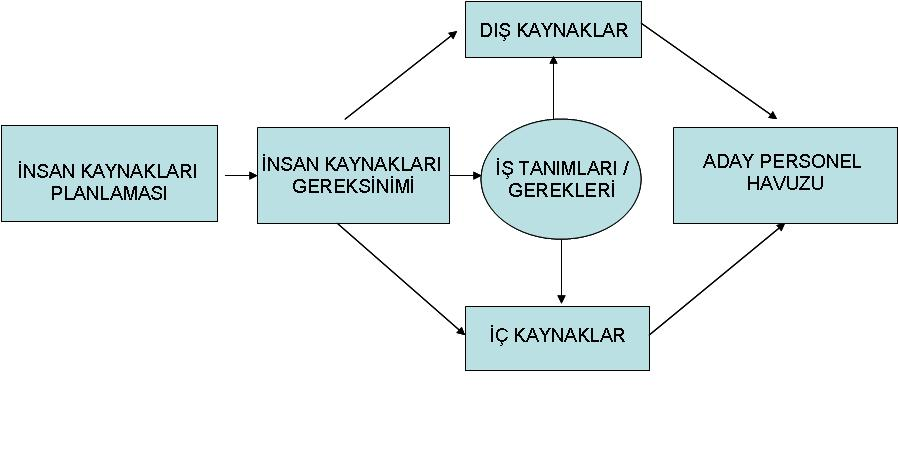 DIŞ KAYNAKLAR
İNSAN KAYNAKLARI
PLANLAMASI
İNSAN KAYNAKLARI
GEREKSİNİMİ
İŞ TANIMLARI /
GEREKLERİ
ADAY PERSONEL
HAVUZU
İÇ KAYNAKLAR